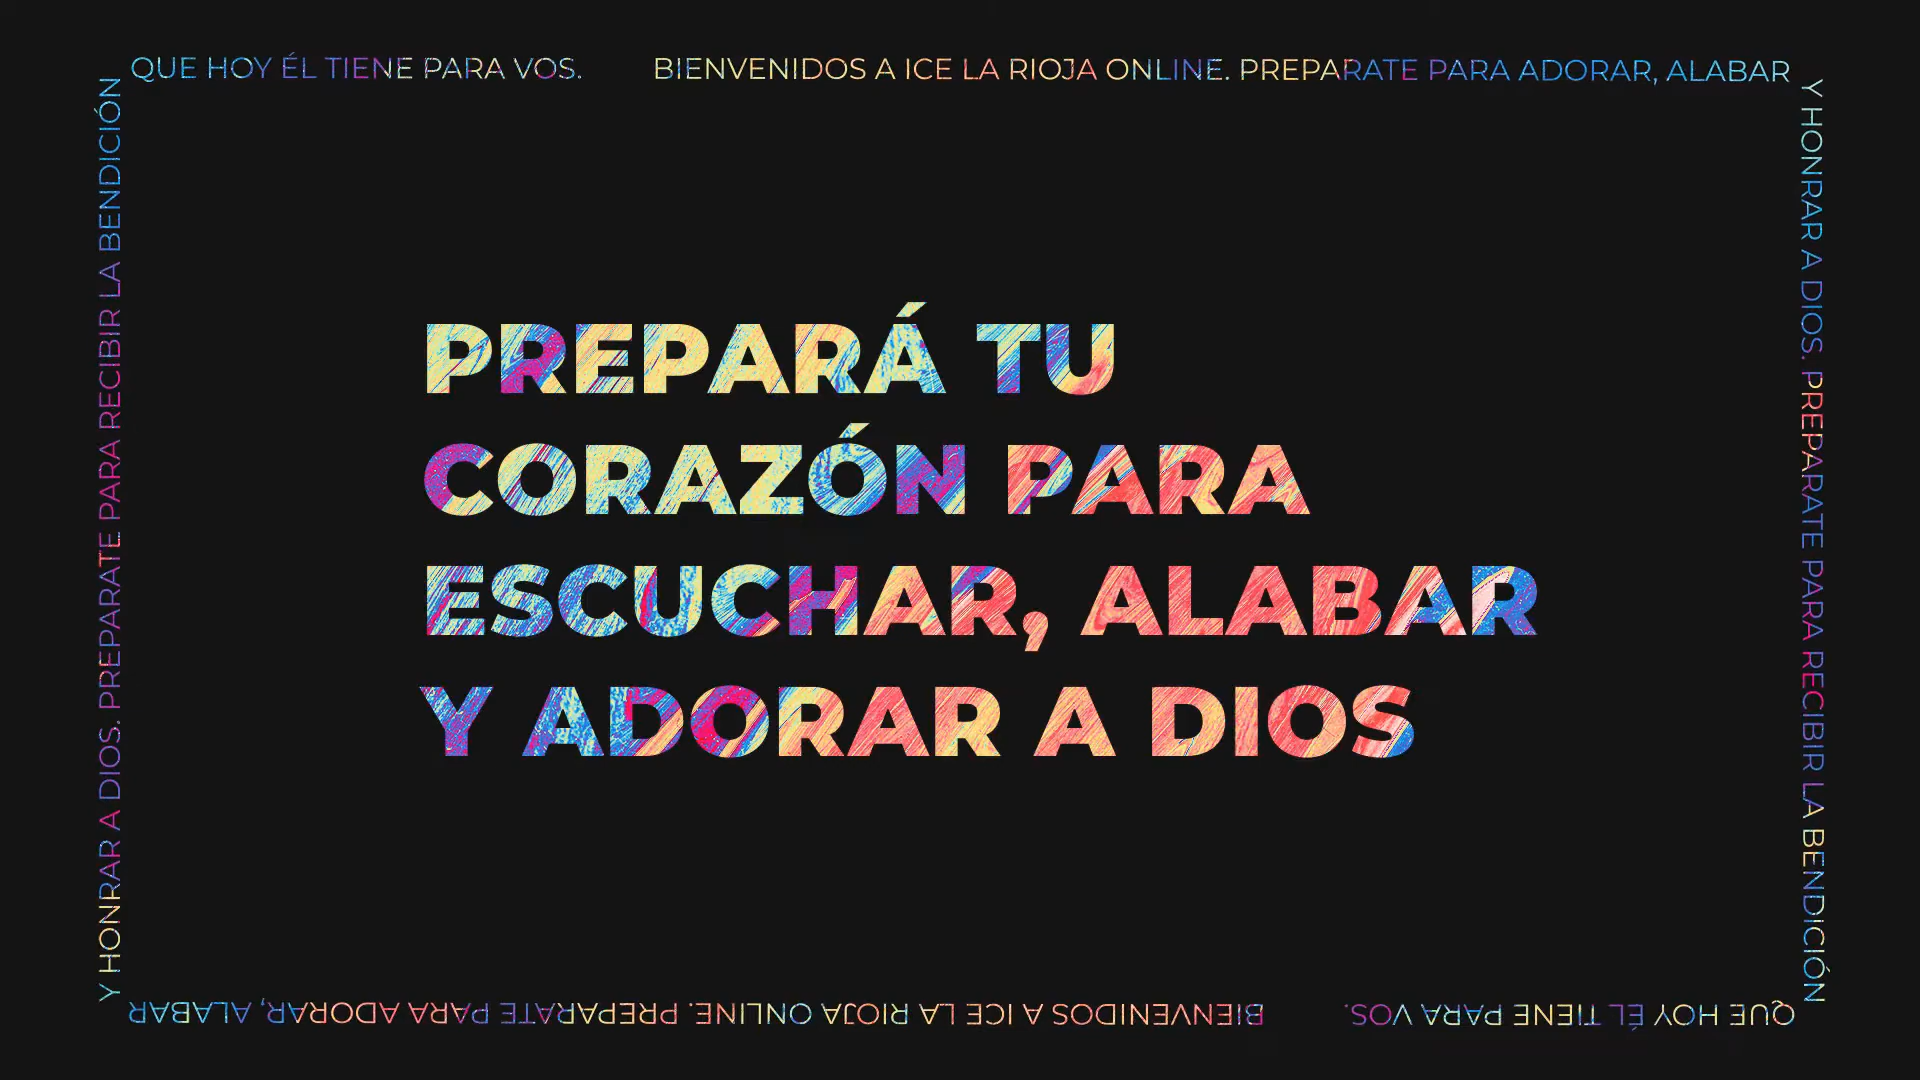 QUE HOY ÉL TIENE PARA VOS. BIENVENIDOS A ICE LA RIOJA ONLINE. PREPARATE PARA ADORAR, ALABAR
Y HONRAR A DIOS. PREPARATE PARA RECIBIR LA BENDICIÓN
PREPARÁ TU
CORAZÓN PARA
ESCUCHAR, ALABAR
Y ADORAR A DIOS
Y HONRAR A DIOS. PREPARATE PARA RECIBIR LA BENDICIÓN
QUE HOY ÉL TIENE PARA VOS. BIENVENIDOS A ICE LA RIOJA ONLINE. PREPARATE PARA ADORAR, ALABAR